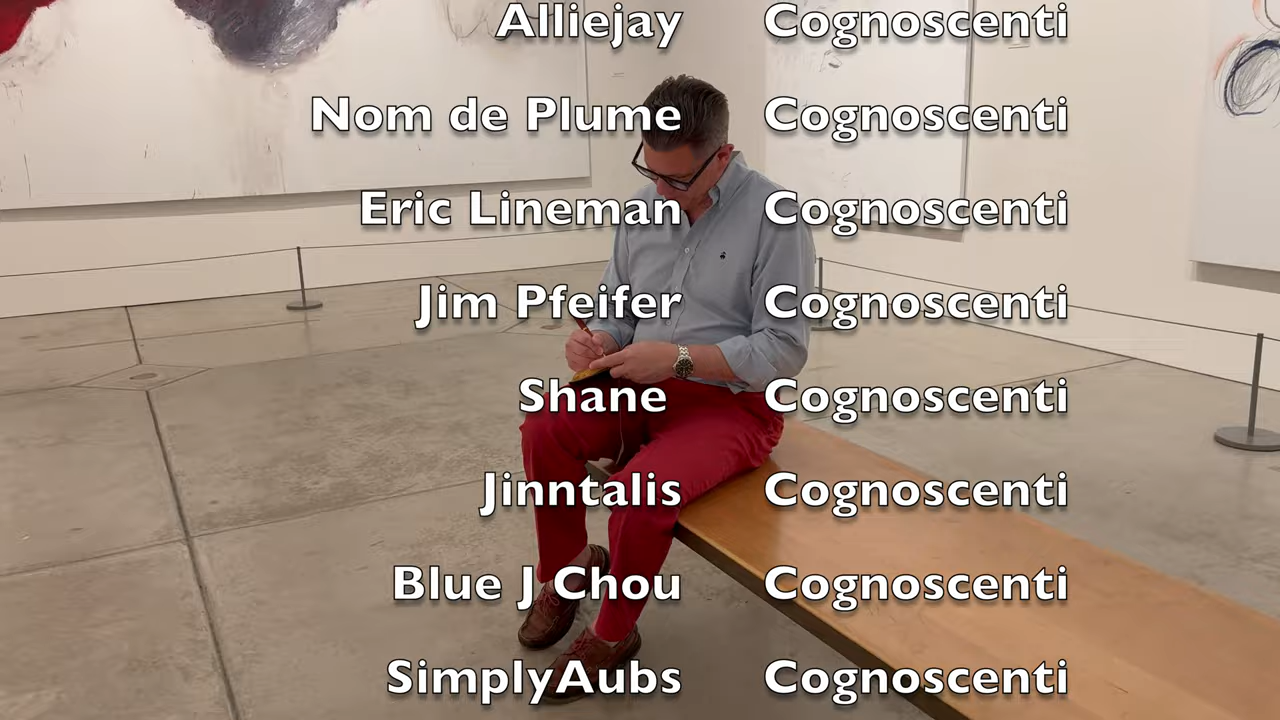 Alliejay Cognoscenti
Nom de Plume Cognoscenti
Eric Lineman Cognoscenti
Jim Pfeifer Cognoscenti
Shane Cognoscenti
Jinntalis Cognoscenti
Blue J Chou Cognoscenti
SimplyAubs Cognoscenti